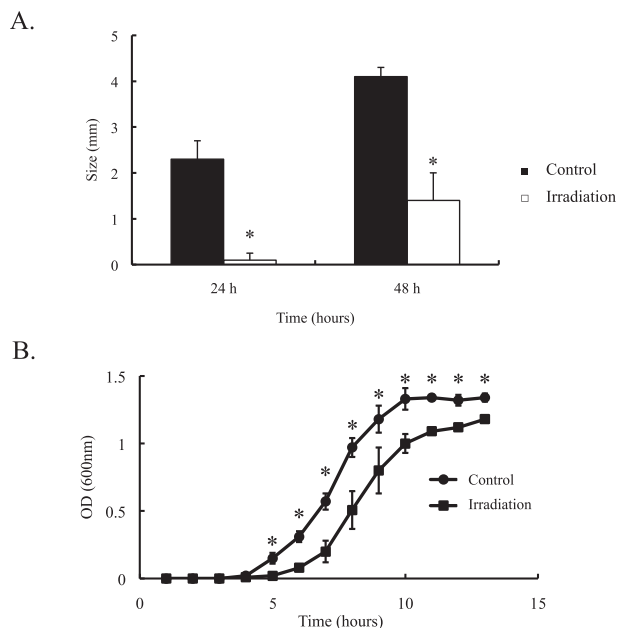 A.
5
4
3
2
1
0
Size (mm)
*
*
24 h
48 h
Time (hours)
Control
Irradiation
B.
1.5
1
0.5
0
OD (600nm)
* * * * * * * * *
Control
Irradiation
0
5
10
15
Time (hours)